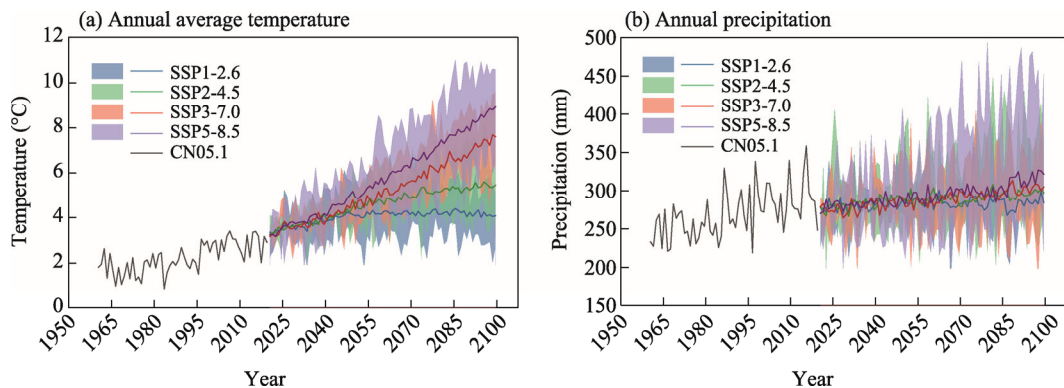 (a) Annual average temperature
12
10
8
6
4
2
0
Temperature (°C)
SSP1-2.6
SSP2-4.5
SSP3-7.0
SSP5-8.5
CN05.1
1950
1965
1980
1995
2010
2025
2040
2055
2070
2085
2100
Year
(b) Annual precipitation
500
450
400
350
300
250
200
150
Precipitation (mm)
SSP1-2.6
SSP2-4.5
SSP3-7.0
SSP5-8.5
CN05.1
1950
1965
1980
1995
2010
2025
2040
2055
2070
2085
2100
Year